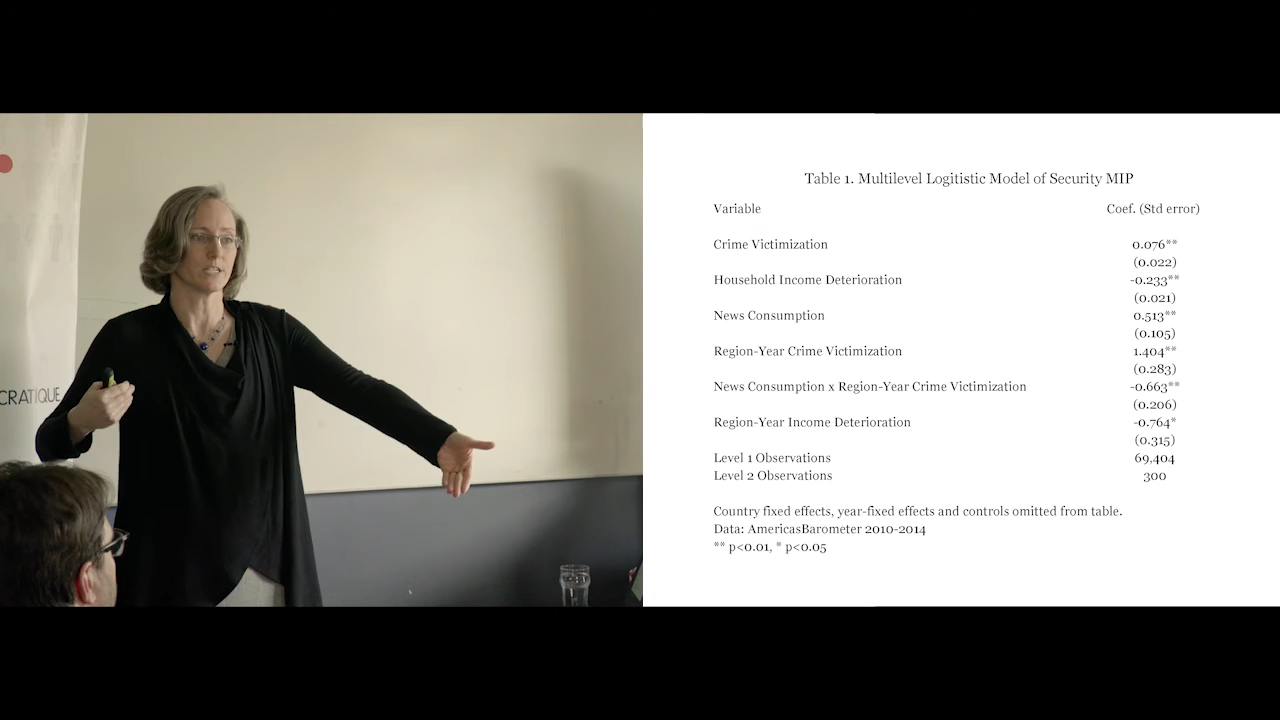 CRATIQUE
Table 1. Multilevel Logitistic Model of Security MIP
Variable Coef. (Std error)
Crime Victimization 0.076**
(0.022)
Household Income Deterioration -0.233**
(0.021)
News Consumption 0.513**
(0.105)
Region-Year Crime Victimization 1.404**
(0.283)
News Consumption x Region-Year Crime Victimization -0.663**
(0.206)
Region-Year Income Deterioration -0.764*
(0.315)
Level 1 Observations 69,404
Level 2 Observations 300
Country fixed effects, year-fixed effects and controls omitted from table.
Data: AmericasBarometer 2010-2014
** p<0.01, * p<0.05